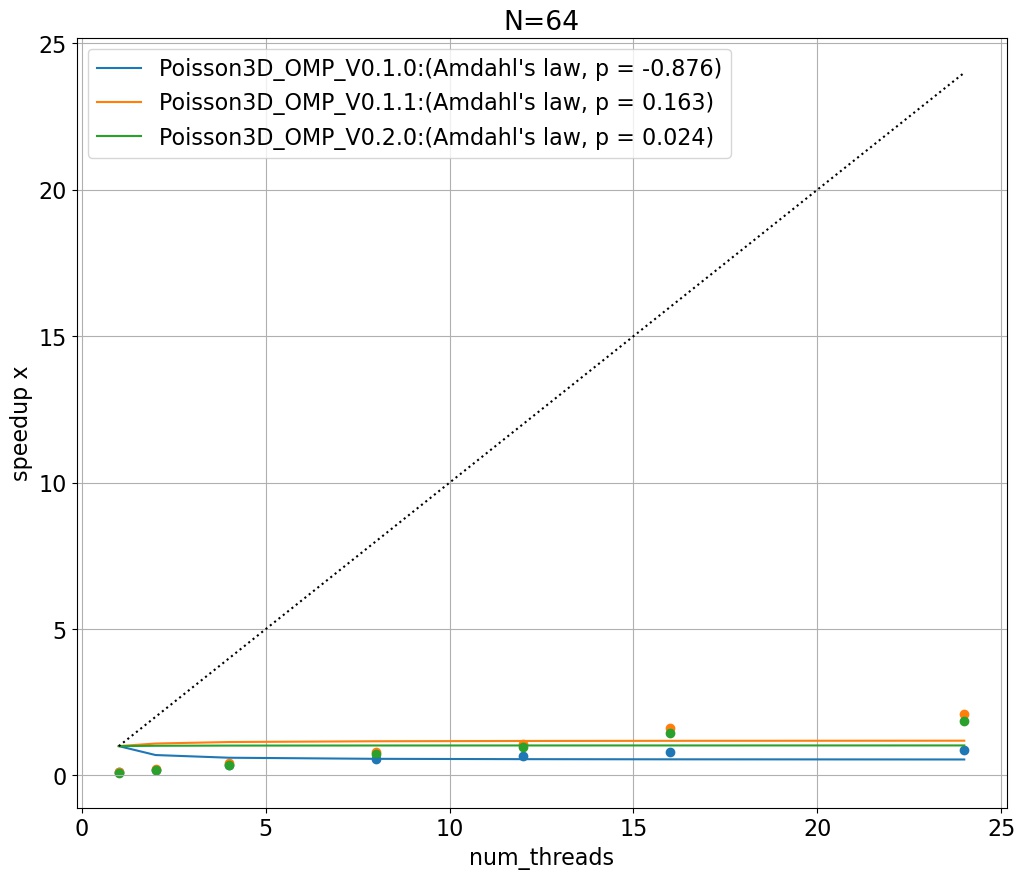 N=64
Poisson3D_OMP_V0.1.0:(Amdahl's law, p = -0.876)
Poisson3D_OMP_V0.1.1:(Amdahl's law, p = 0.163)
Poisson3D_OMP_V0.2.0:(Amdahl's law, p = 0.024)
25
20
15
10
5
0
speedup x
0 5 10 15 20 25
num_threads